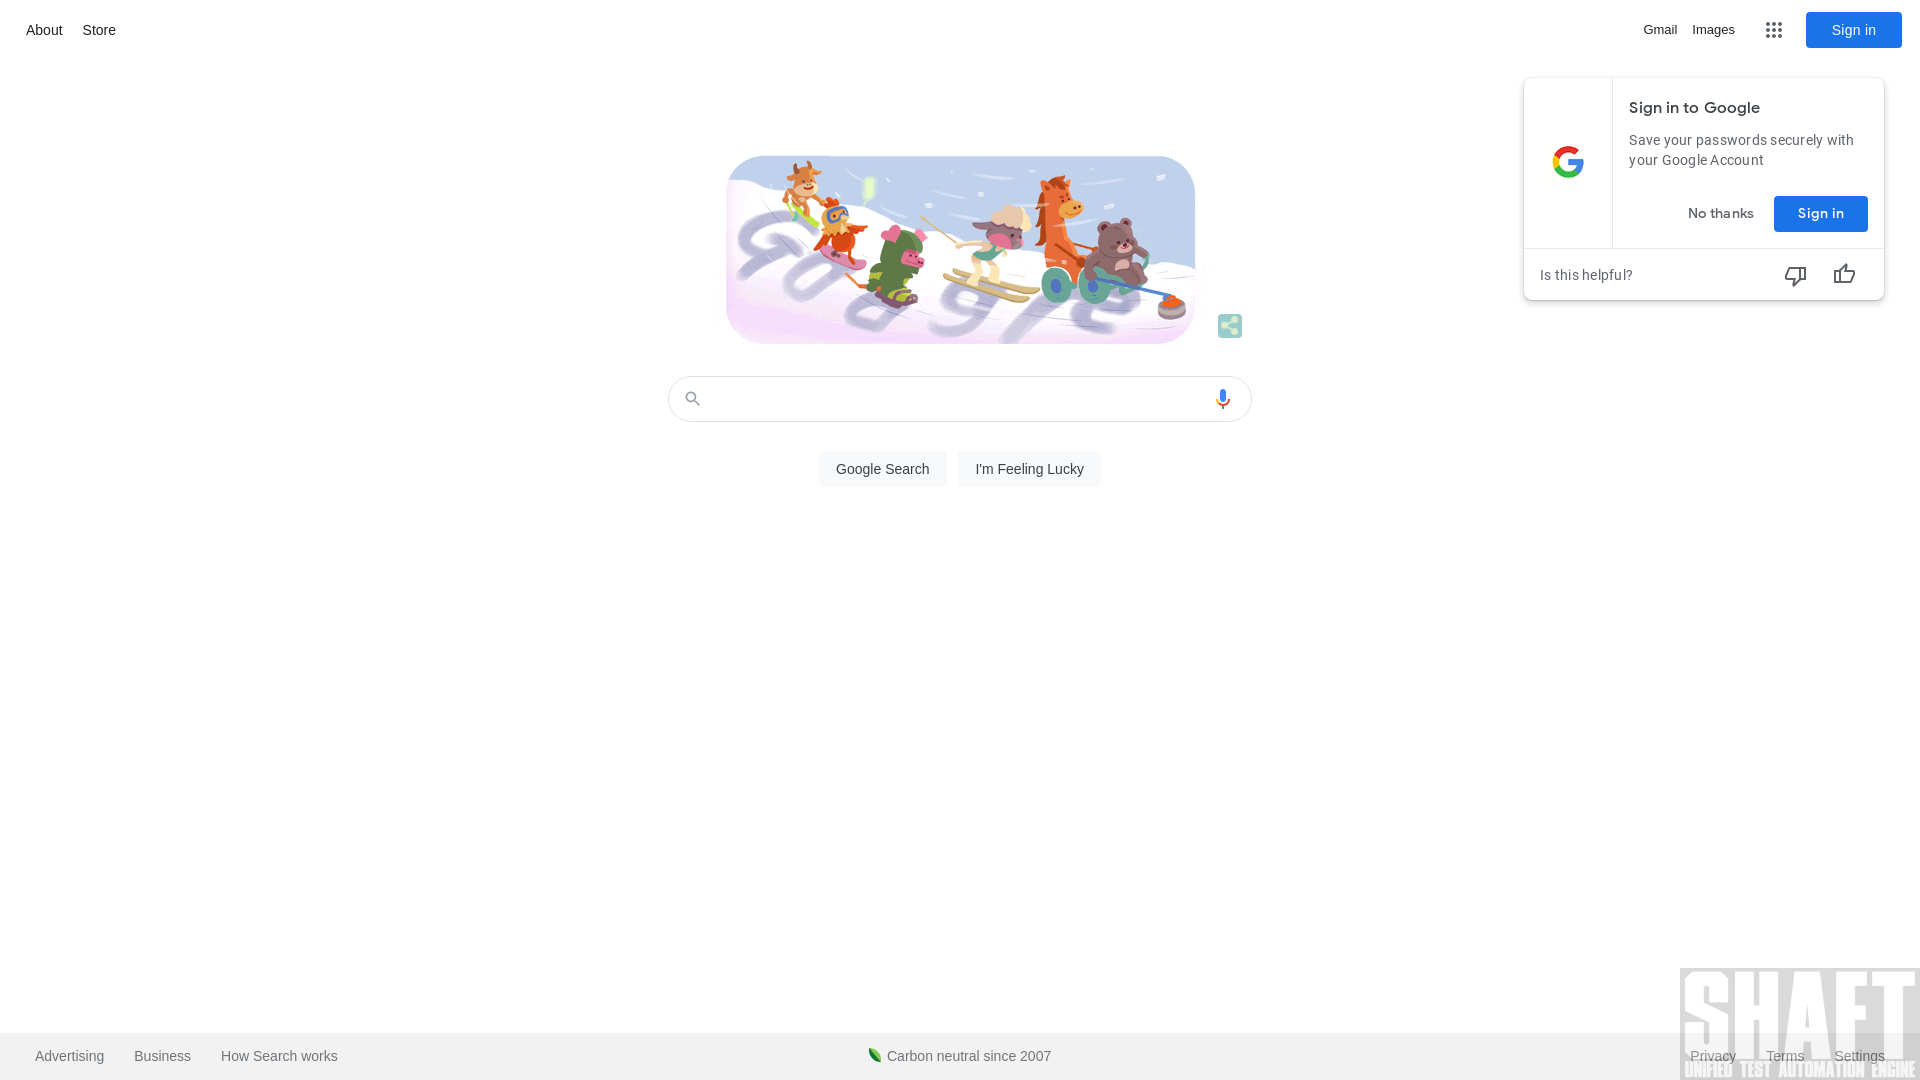 About Store
Gmail Images Sign in
Sign in to Google
Save your passwords securely with
your Google Account
No thanks Sign in
Is this helpful?
Google
Google Search I'm Feeling Lucky
Advertising Business How Search works
Carbon neutral since 2007
Privacy Terms Settings
SHAFT
UNIFIED TEST AUTOMATION ENGINE